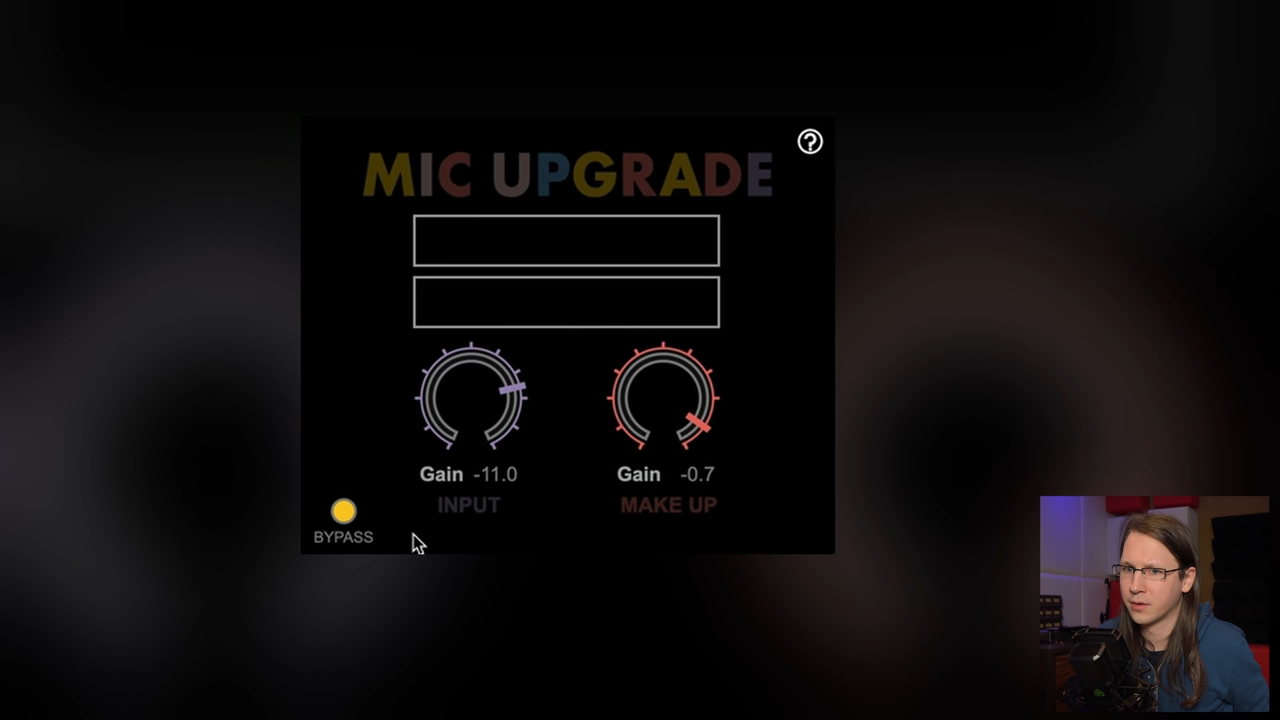 ?
MIC UPGRADE
Gain -11.0
Gain -0.7
INPUT
MAKE UP
BYPASS